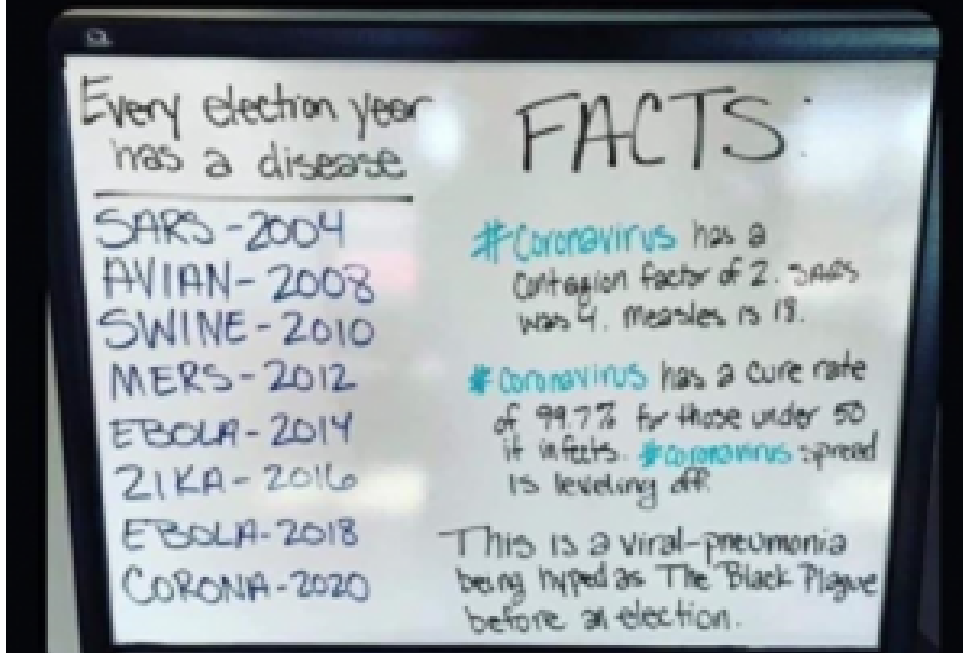 Every election year
has a disease
SARS - 2004
AVIAN - 2008
SWINE - 2010
MERS - 2012
EBOLA - 2014
ZIKA - 2016
EBOLA - 2018
CORONA - 2020
FACTS:
#Coronavirus has a
contagion factor of 2. SARS
was 4. Measles is 18.
#Coronavirus has a cure rate
of 99.7% for those under 50
it infects. #Coronavirus spread
is leveling off.
This is a viral-pneumonia
being hyped as The Black Plague
before an election.